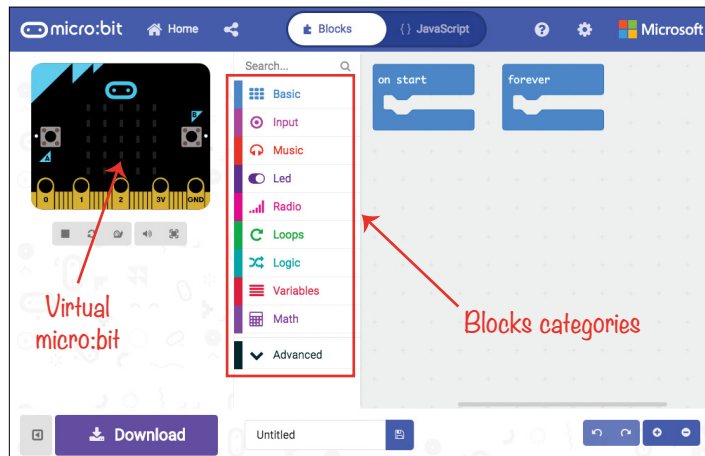 micro:bit Home Blocks {} JavaScript ? Microsoft
Search...
on start
forever
Basic
Input
Music
Led
Radio
Loops
Logic
Variables
Math
Advanced
A
B
0 1 2 3V GND
Virtual
micro:bit
Blocks categories
Download
Untitled